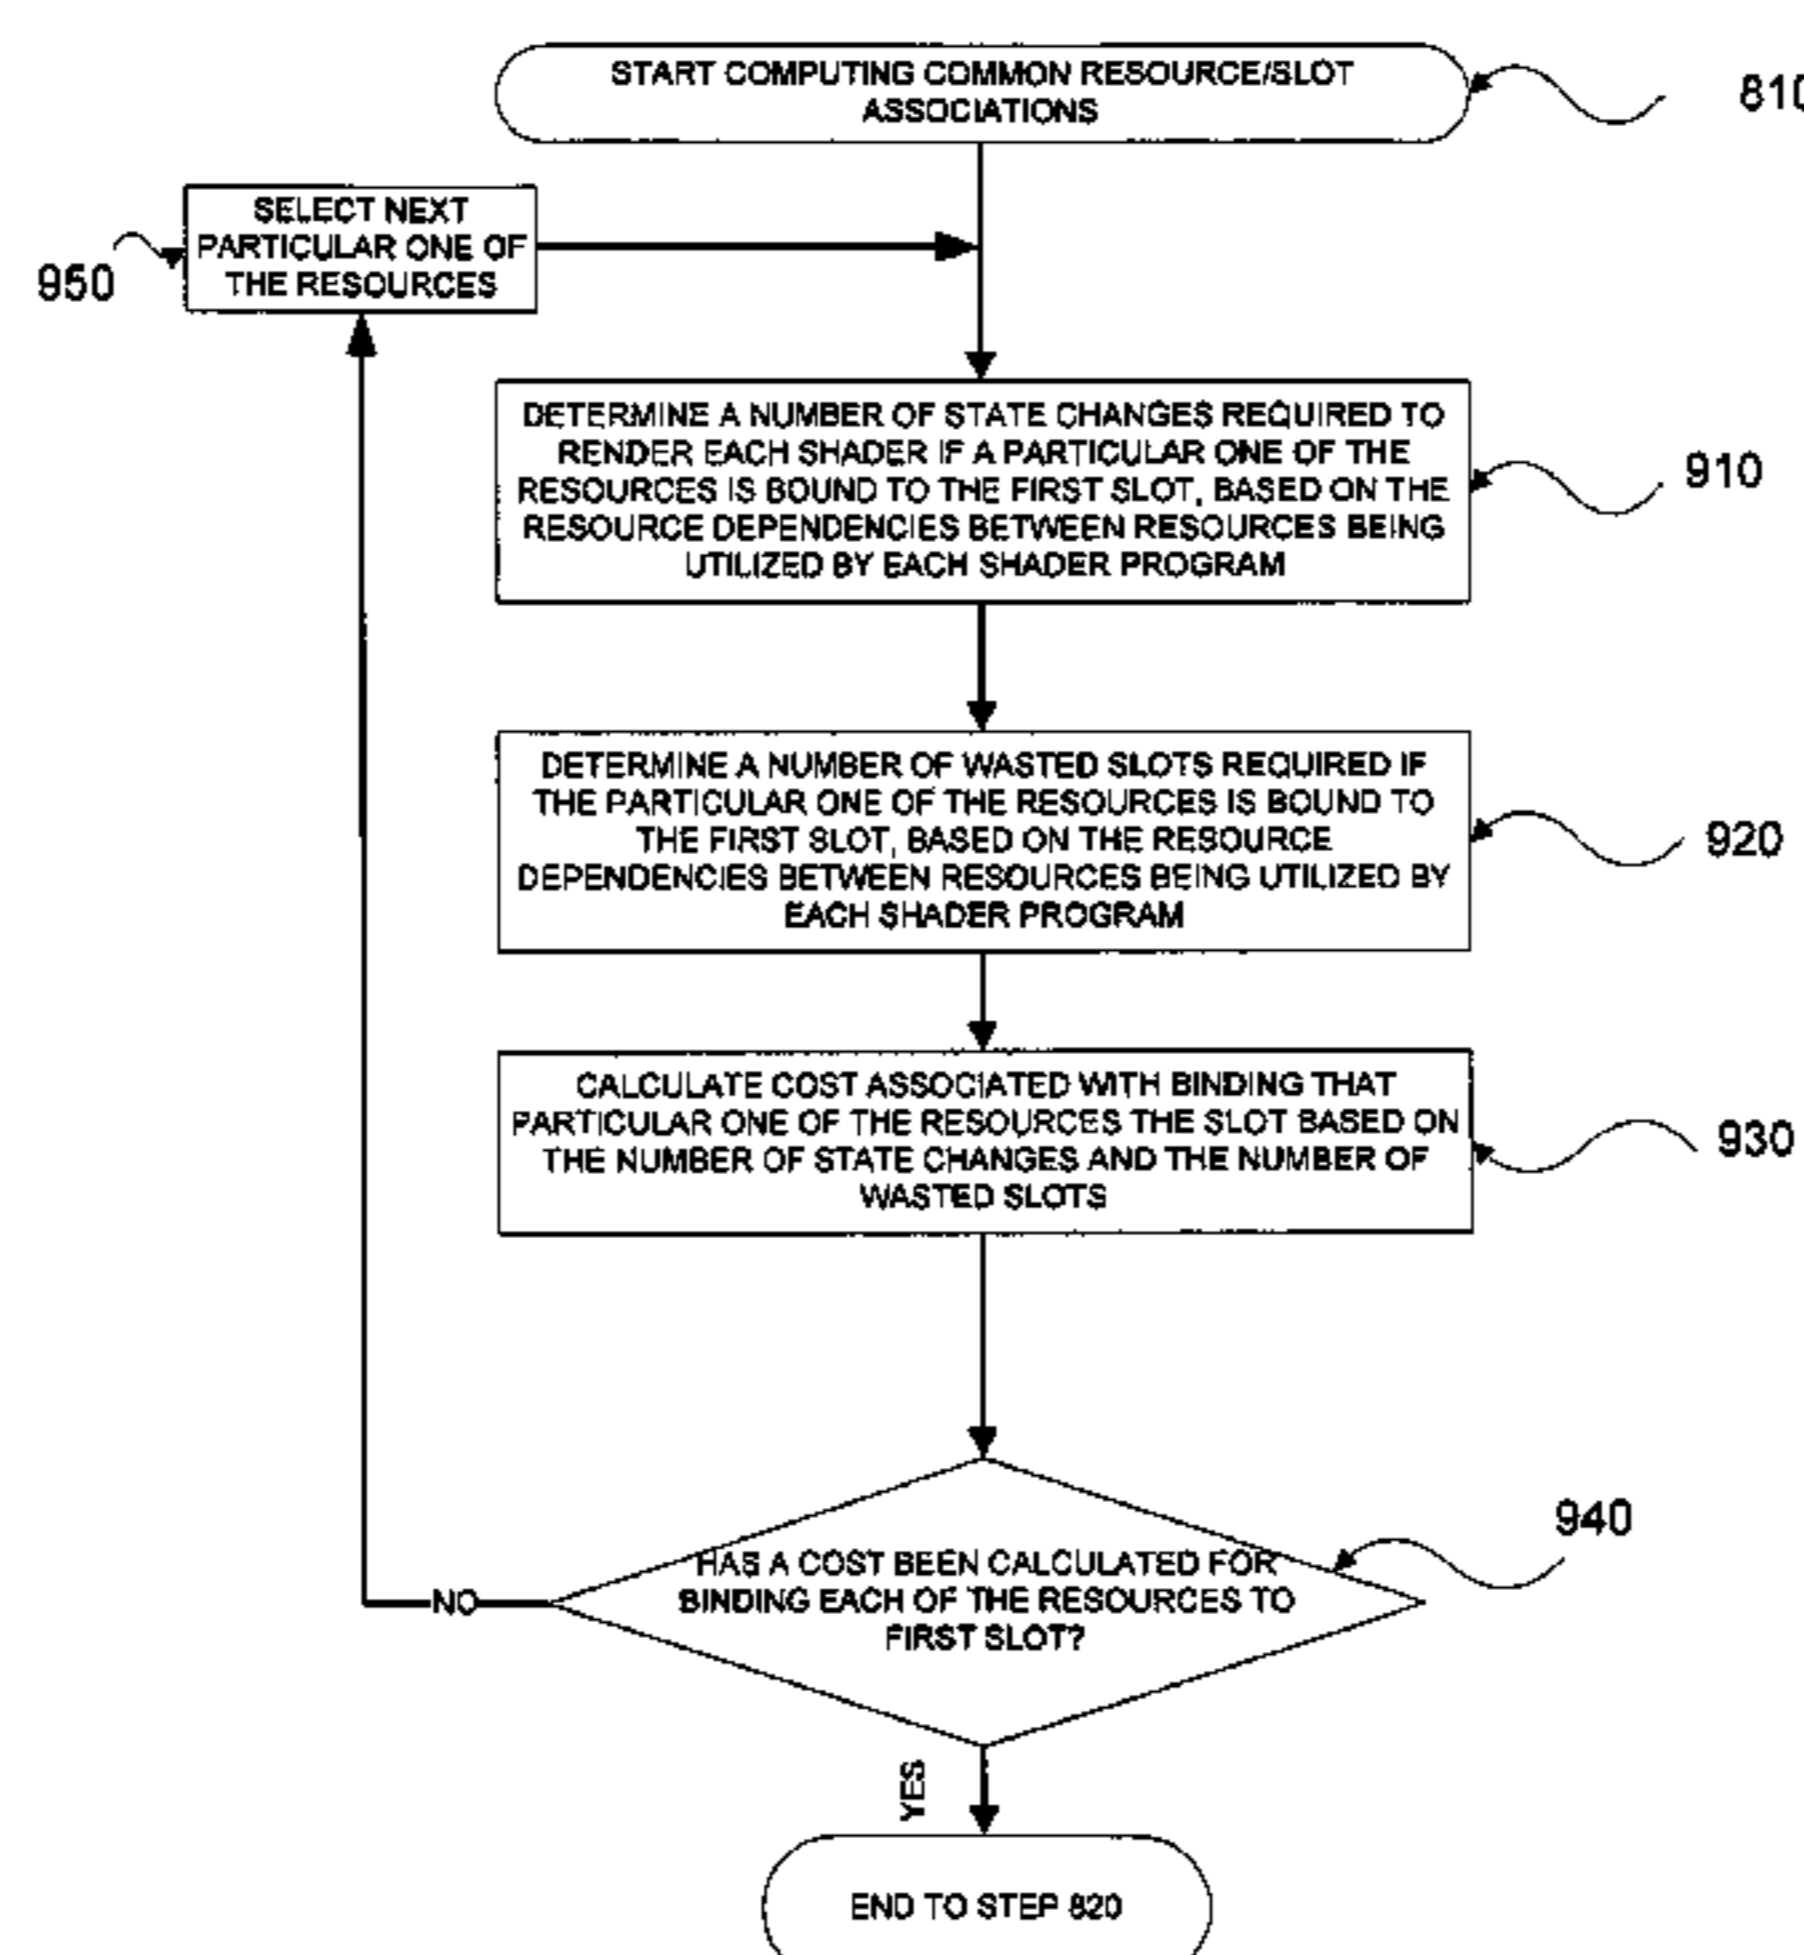 START COMPUTING COMMON RESOURCE/SLOT
ASSOCIATIONS
810
SELECT NEXT
PARTICULAR ONE OF
THE RESOURCES
950
DETERMINE A NUMBER OF STATE CHANGES REQUIRED TO
RENDER EACH SHADER IF A PARTICULAR ONE OF THE
RESOURCES IS BOUND TO THE FIRST SLOT, BASED ON THE
RESOURCE DEPENDENCIES BETWEEN RESOURCES BEING
UTILIZED BY EACH SHADER PROGRAM
910
DETERMINE A NUMBER OF WASTED SLOTS REQUIRED IF
THE PARTICULAR ONE OF THE RESOURCES IS BOUND TO
THE FIRST SLOT, BASED ON THE RESOURCE
DEPENDENCIES BETWEEN RESOURCES BEING UTILIZED BY
EACH SHADER PROGRAM
920
CALCULATE COST ASSOCIATED WITH BINDING THAT
PARTICULAR ONE OF THE RESOURCES THE SLOT BASED ON
THE NUMBER OF STATE CHANGES AND THE NUMBER OF
WASTED SLOTS
930
HAS A COST BEEN CALCULATED FOR
BINDING EACH OF THE RESOURCES TO
FIRST SLOT?
940
NO
YES
END TO STEP 820